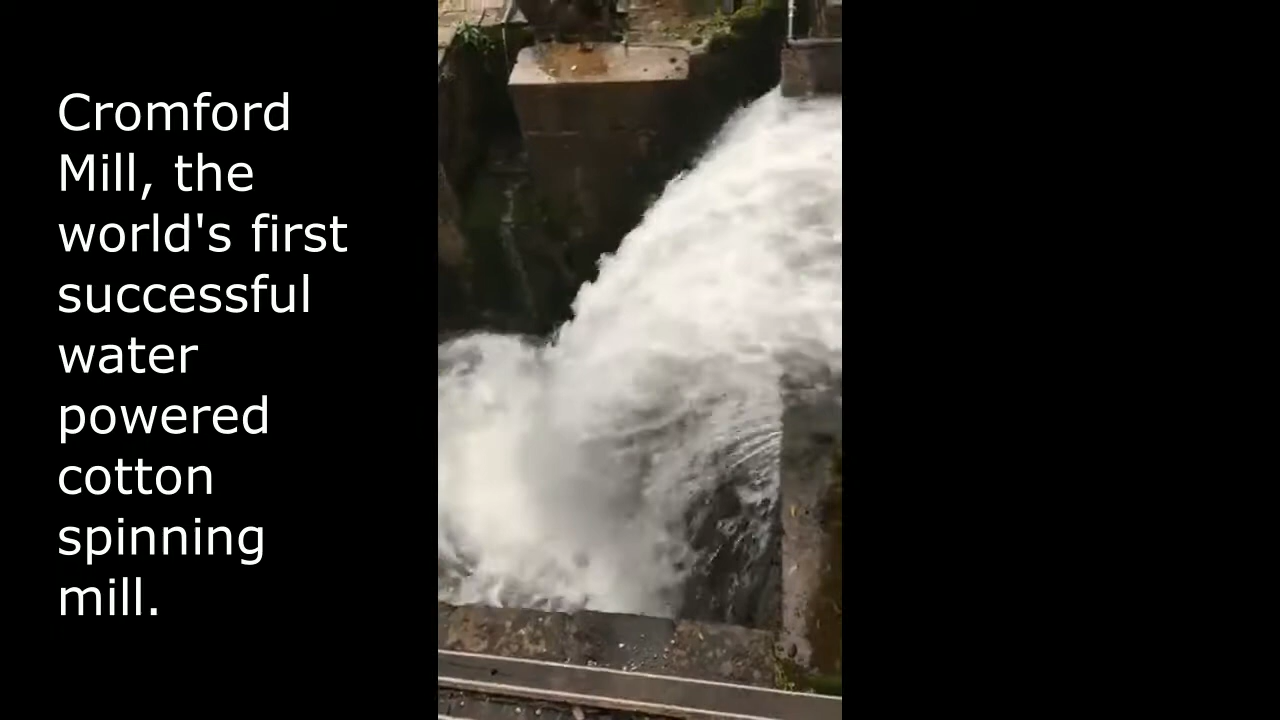 Cromford
Mill, the
world's first
successful
water
powered
cotton
spinning
mill.